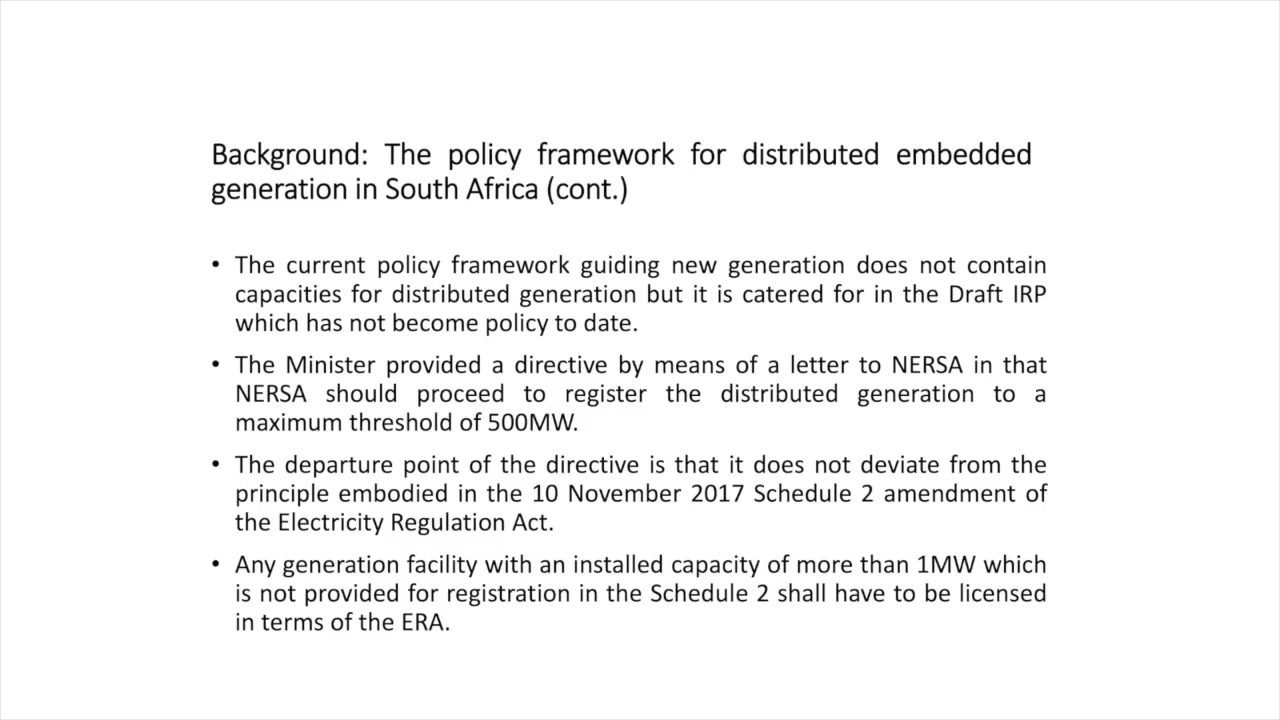 Background: The policy framework for distributed embedded
generation in South Africa (cont.)
• The current policy framework guiding new generation does not contain
capacities for distributed generation but it is catered for in the Draft IRP
which has not become policy to date.
• The Minister provided a directive by means of a letter to NERSA in that
NERSA should proceed to register the distributed generation to a
maximum threshold of 500MW.
• The departure point of the directive is that it does not deviate from the
principle embodied in the 10 November 2017 Schedule 2 amendment of
the Electricity Regulation Act.
• Any generation facility with an installed capacity of more than 1MW which
is not provided for registration in the Schedule 2 shall have to be licensed
in terms of the ERA.